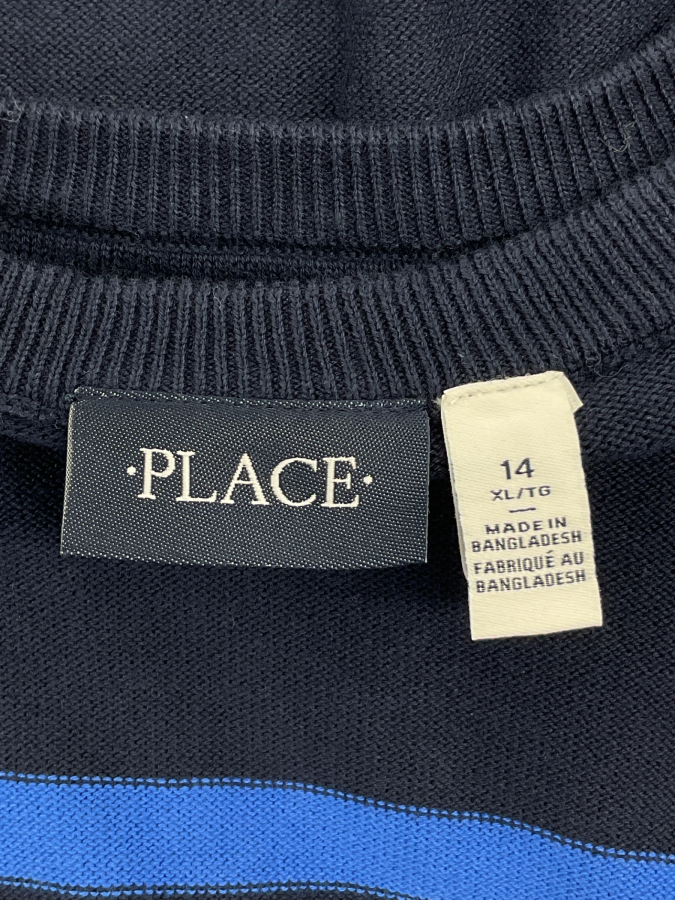 ·PLACE·
14
XL/TG
—
MADE IN
BANGLADESH
FABRIQUÉ AU
BANGLADESH